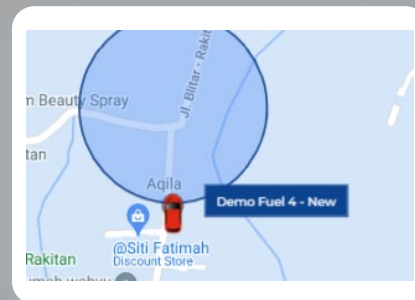 Jl. Blitar - Rakit
m Beauty Spray
tan
Aqila
Demo Fuel 4 - New
@Siti Fatimah
Discount Store
Rakitan